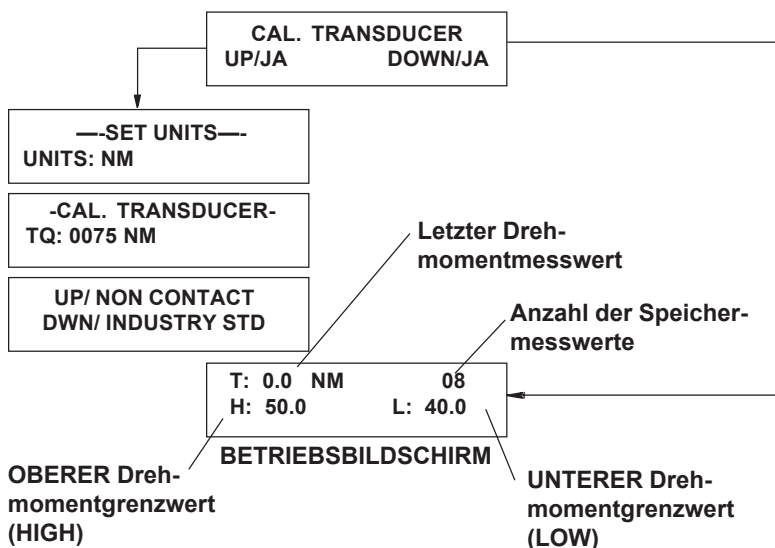 CAL. TRANSDUCER
UP/JA DOWN/JA
—-SET UNITS—-
UNITS: NM
-CAL. TRANSDUCER-
TQ: 0075 NM
UP/ NON CONTACT
DWN/ INDUSTRY STD
Letzter Dreh-
momentmesswert
Anzahl der Speicher-
messwerte
T: 0.0 NM 08
H: 50.0 L: 40.0
BETRIEBSBILDSCHIRM
OBERER Dreh-
momentgrenzwert
(HIGH)
UNTERER Dreh-
momentgrenzwert
(LOW)